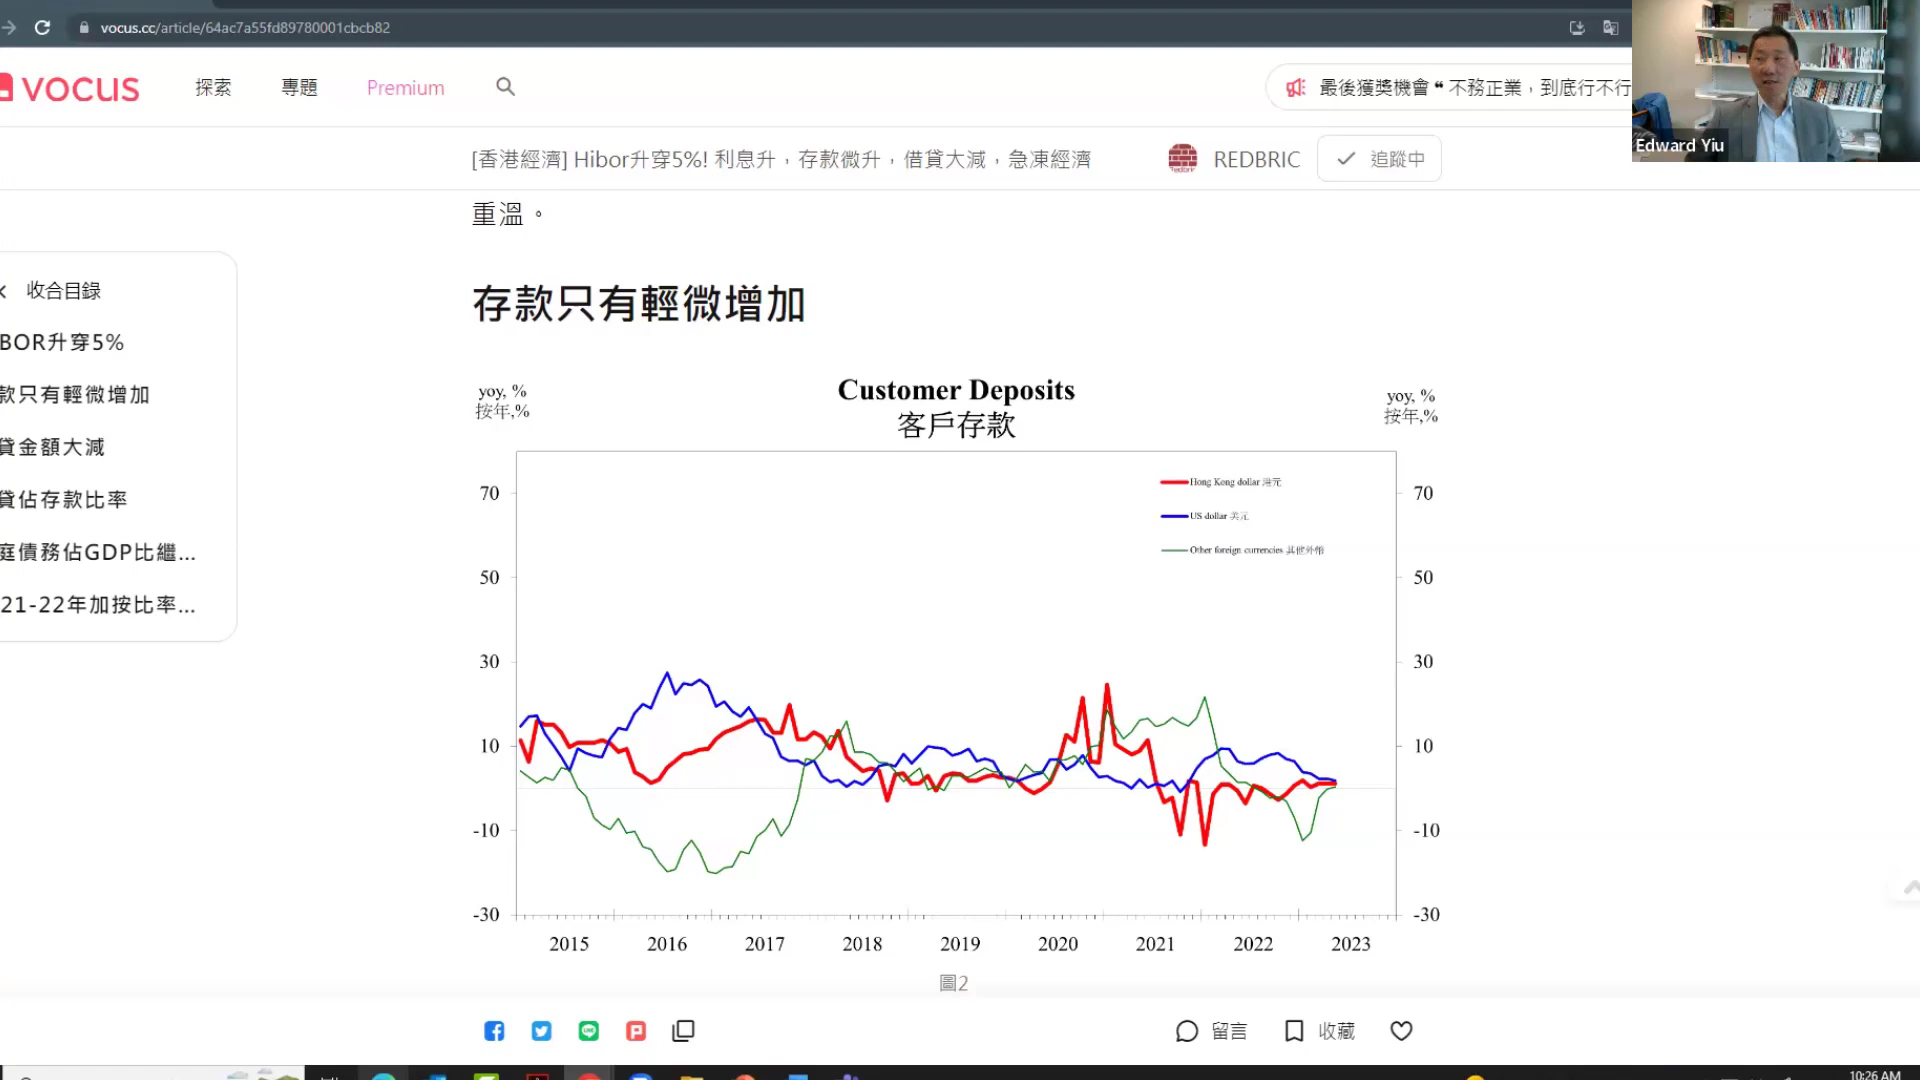 vocus.cc/article/64ac7a55fd89780001cbcb82
VOCUS 探索 專題 Premium
最後獲獎機會❝ 不務正業，到底行不行
Edward Yiu
[香港經濟] Hibor升穿5%! 利息升，存款微升，借貸大減，急凍經濟
REDBRIC
追蹤中
重溫。
收合目錄
BOR升穿5%
款只有輕微增加
貸金額大減
貸佔存款比率
庭債務佔GDP比繼...
21-22年加按比率...
存款只有輕微增加
Customer Deposits
客戶存款
yoy, %
按年,%
yoy, %
按年,%
Hong Kong dollar 港元
US dollar 美元
Other foreign currencies 其他外幣
70 70
50 50
30 30
10 10
-10 -10
-30 -30
2015 2016 2017 2018 2019 2020 2021 2022 2023
圖2
留言 收藏
10:26 AM